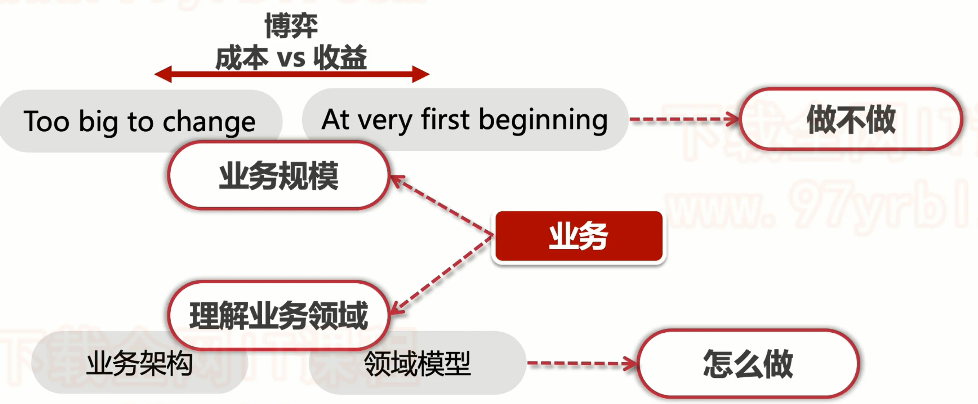 博弈
成本 vs 收益
Too big to change
At very first beginning
做不做
业务规模
业务
理解业务领域
业务架构
领域模型
怎么做
www.97yrbl